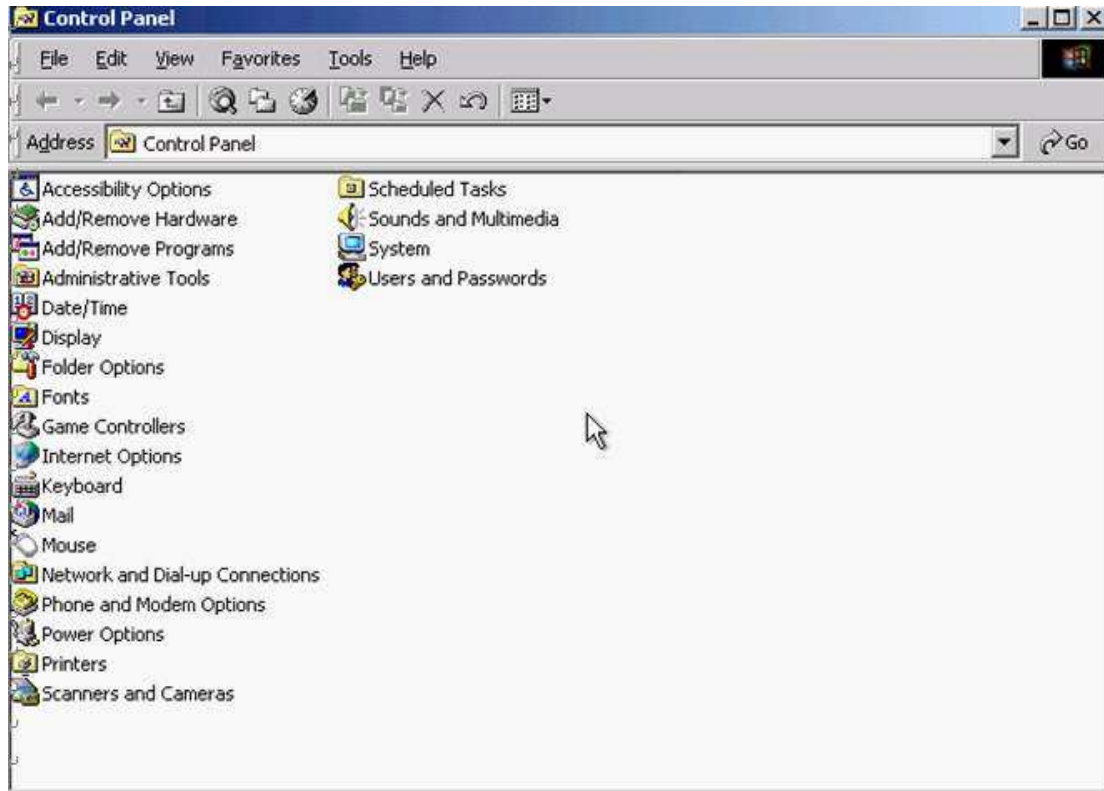 Control Panel
File Edit View Favorites Tools Help
Address Control Panel Go
Accessibility Options
Add/Remove Hardware
Add/Remove Programs
Administrative Tools
Date/Time
Display
Folder Options
Fonts
Game Controllers
Internet Options
Keyboard
Mail
Mouse
Network and Dial-up Connections
Phone and Modem Options
Power Options
Printers
Scanners and Cameras
Scheduled Tasks
Sounds and Multimedia
System
Users and Passwords